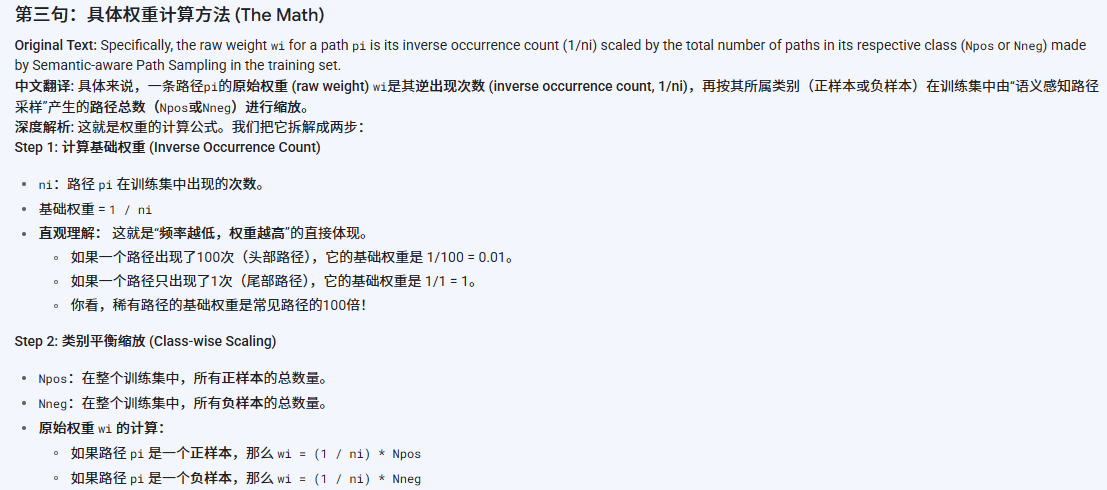 第三句：具体权重计算方法 (The Math)
Original Text: Specifically, the raw weight wi for a path pi is its inverse occurrence count (1/ni) scaled by the total number of paths in its respective class (Npos or Nneg) made
by Semantic-aware Path Sampling in the training set.
中文翻译: 具体来说，一条路径pi的原始权重 (raw weight) wi是其逆出现次数 (inverse occurrence count, 1/ni)，再按其所属类别（正样本或负样本）在训练集中由“语义感知路径
采样”产生的路径总数（Npos或Nneg）进行缩放。
深度解析: 这就是权重的计算公式。我们把它拆解成两步：
Step 1: 计算基础权重 (Inverse Occurrence Count)
• ni：路径 pi 在训练集中出现的次数。
• 基础权重 = 1 / ni
• 直观理解： 这就是“频率越低，权重越高”的直接体现。
◦ 如果一个路径出现了100次（头部路径），它的基础权重是 1/100 = 0.01。
◦ 如果一个路径只出现了1次（尾部路径），它的基础权重是 1/1 = 1。
◦ 你看，稀有路径的基础权重是常见路径的100倍！
Step 2: 类别平衡缩放 (Class-wise Scaling)
• Npos：在整个训练集中，所有正样本的总数量。
• Nneg：在整个训练集中，所有负样本的总数量。
• 原始权重 wi 的计算：
◦ 如果路径 pi 是一个正样本，那么 wi = (1 / ni) * Npos
◦ 如果路径 pi 是一个负样本，那么 wi = (1 / ni) * Nneg